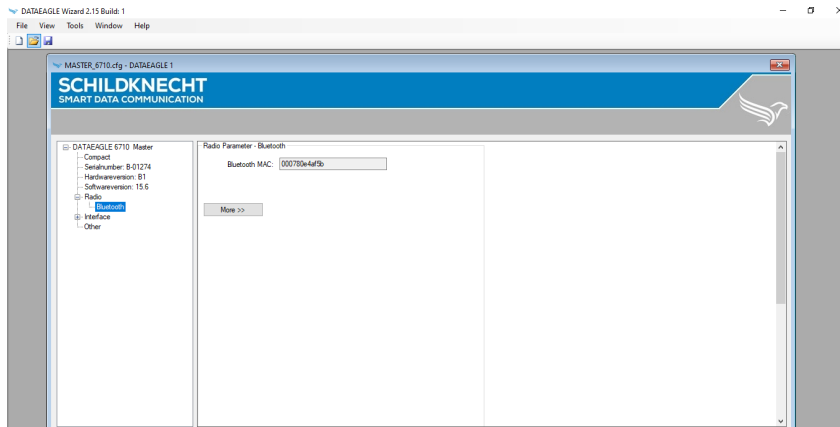 DATAEAGLE Wizard 2.15 Build: 1
File View Tools Window Help
MASTER_6710.cfg - DATAEAGLE 1
SCHILDKNECHT
SMART DATA COMMUNICATION
DATAEAGLE 6710 Master
Compact
Serialnumber: B-01274
Hardwareversion: B1
Softwareversion: 15.6
Radio
Bluetooth
Interface
Other
Radio Parameter - Bluetooth
Bluetooth MAC: 000780e4af5b
More >>